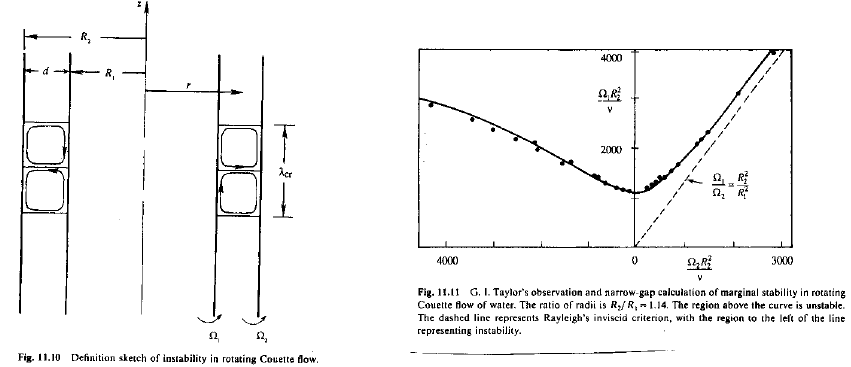 z
R₂
d
R₁
r
λcr
Ω₁
Ω₂
Fig. 11.10 Definition sketch of instability in rotating Couette flow.
4000
Ω₁R₂²
ν
2000
Ω₁ = R₂²
Ω₂ R₁²
4000
0
Ω₂R₂²
ν
3000
Fig. 11.11 G. I. Taylor's observation and narrow-gap calculation of marginal stability in rotating
Couette flow of water. The ratio of radii is R₂/R₁ = 1.14. The region above the curve is unstable.
The dashed line represents Rayleigh's inviscid criterion, with the region to the left of the line
representing instability.